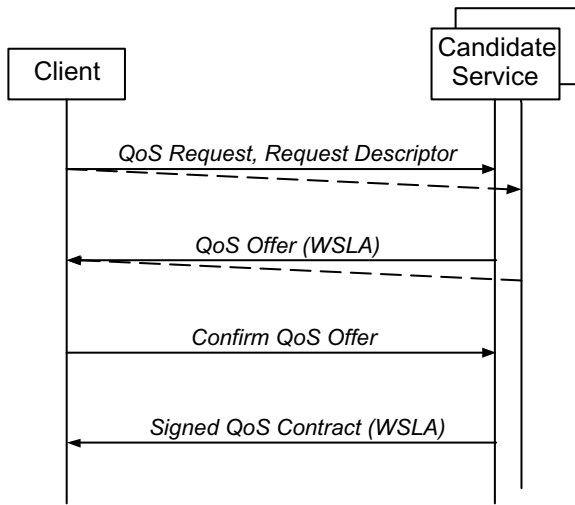 Client
Candidate
Service
QoS Request, Request Descriptor
QoS Offer (WSLA)
Confirm QoS Offer
Signed QoS Contract (WSLA)